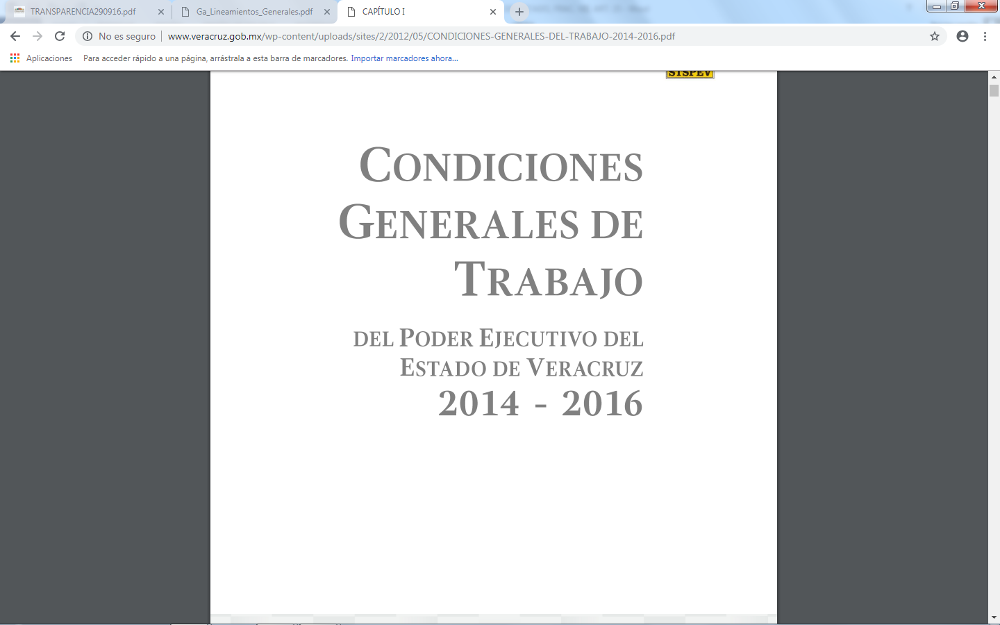 TRANSPARENCIA290916.pdf
Ga_Lineamientos_Generales.pdf
CAPÍTULO I
No es seguro
www.veracruz.gob.mx/wp-content/uploads/sites/2/2012/05/CONDICIONES-GENERALES-DEL-TRABAJO-2014-2016.pdf
Aplicaciones
Para acceder rápido a una página, arrástrala a esta barra de marcadores. Importar marcadores ahora...
STSPEV
CONDICIONES
GENERALES DE
TRABAJO
DEL PODER EJECUTIVO DEL
ESTADO DE VERACRUZ
2014 - 2016